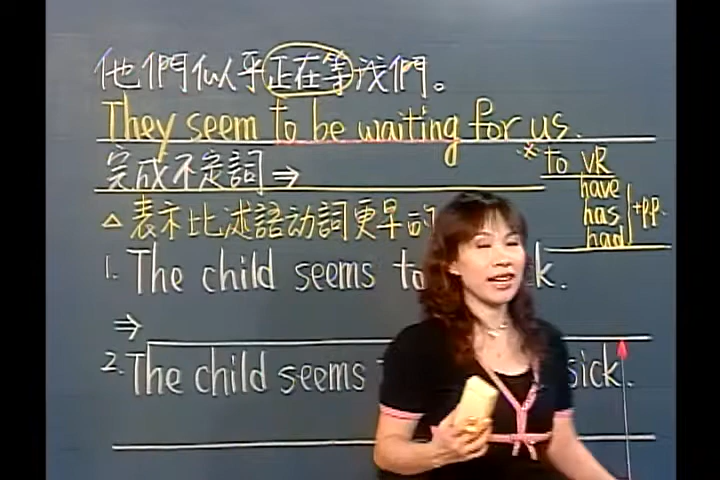 他們似乎正在等我們。
They seem to be waiting for us.
* to VR
完成不定詞 ⇒
have
has
had
+p.p.
△表示比述語动詞更早的
1. The child seems to k.
⇒
2. The child seems sick.